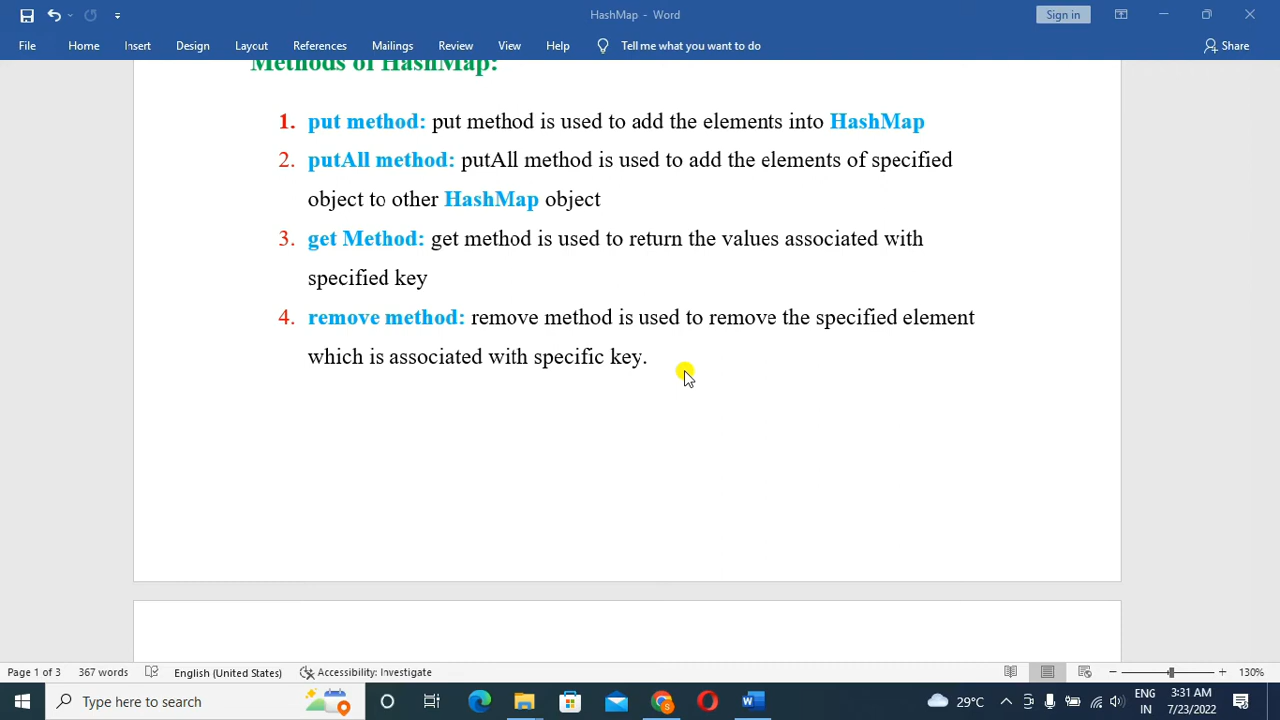 HashMap - Word
Sign in
File Home Insert Design Layout References Mailings Review View Help Tell me what you want to do Share
Methods of HashMap:
1. put method: put method is used to add the elements into HashMap
2. putAll method: putAll method is used to add the elements of specified
object to other HashMap object
3. get Method: get method is used to return the values associated with
specified key
4. remove method: remove method is used to remove the specified element
which is associated with specific key.
Page 1 of 3 367 words English (United States) Accessibility: Investigate 130%
Type here to search
29°C
ENG
IN
3:31 AM
7/23/2022